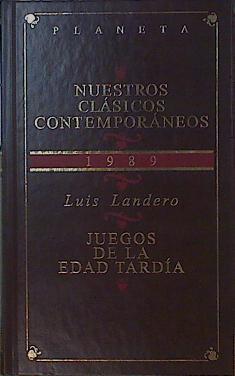 PLANETA
NUESTROS
CLÁSICOS
CONTEMPORÁNEOS
1989
Luis Landero
JUEGOS
DE LA
EDAD TARDÍA